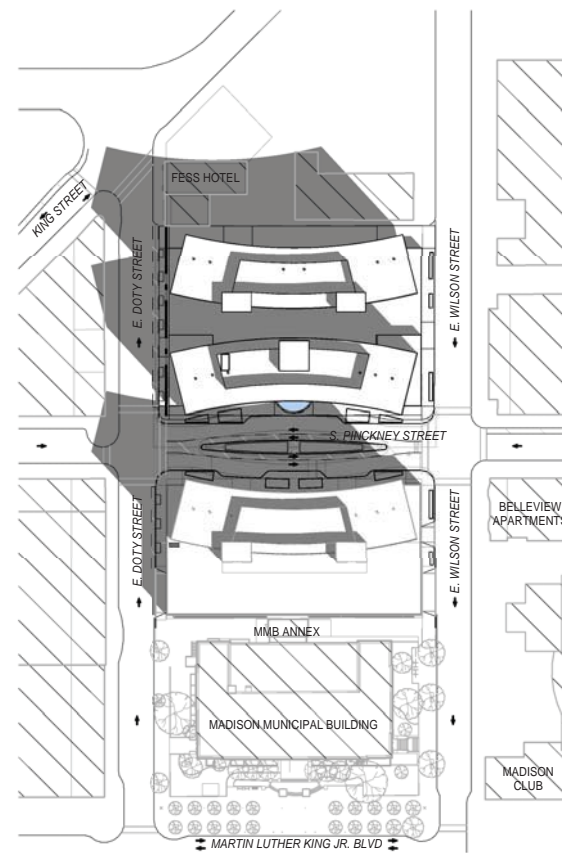 FESS HOTEL
KING STREET
E. DOTY STREET
E. WILSON STREET
S. PINCKNEY STREET
BELLEVIEW
APARTMENTS
E. DOTY STREET
E. WILSON STREET
MMB ANNEX
MADISON MUNICIPAL BUILDING
MADISON
CLUB
MARTIN LUTHER KING JR. BLVD